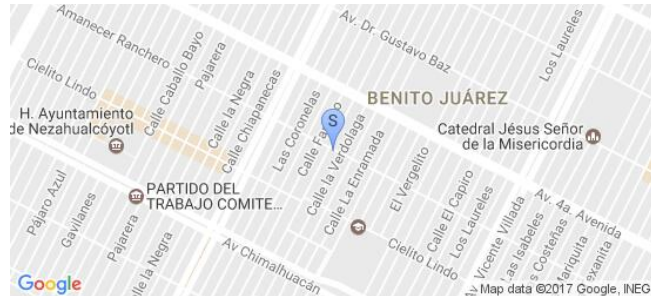 Amanecer Ranchero
Av. Dr. Gustavo Baz
Los Laureles
Cielito Lindo
Calle Caballo Bayo
Pajarera
Calle la Negra
Calle Chiapanecas
Las Coronelas
BENITO JUÁREZ
H. Ayuntamiento
de Nezahualcóyotl
S
Calle
Calle la Verdolaga
Calle La Enramada
Catedral Jésus Señor
de la Misericordia
El Vergelito
PARTIDO DEL
TRABAJO COMITE...
Av. 4a. Avenida
Pájaro Azul
Gavilanes
Pajarera
Calle la Negra
Calle El Capiro
Los Laureles
Av. Vicente Villada
Las Isabeles
Costeñas
Mariquita
Cielito Lindo
Av Chimalhuacán
Google
Map data ©2017 Google, INEG